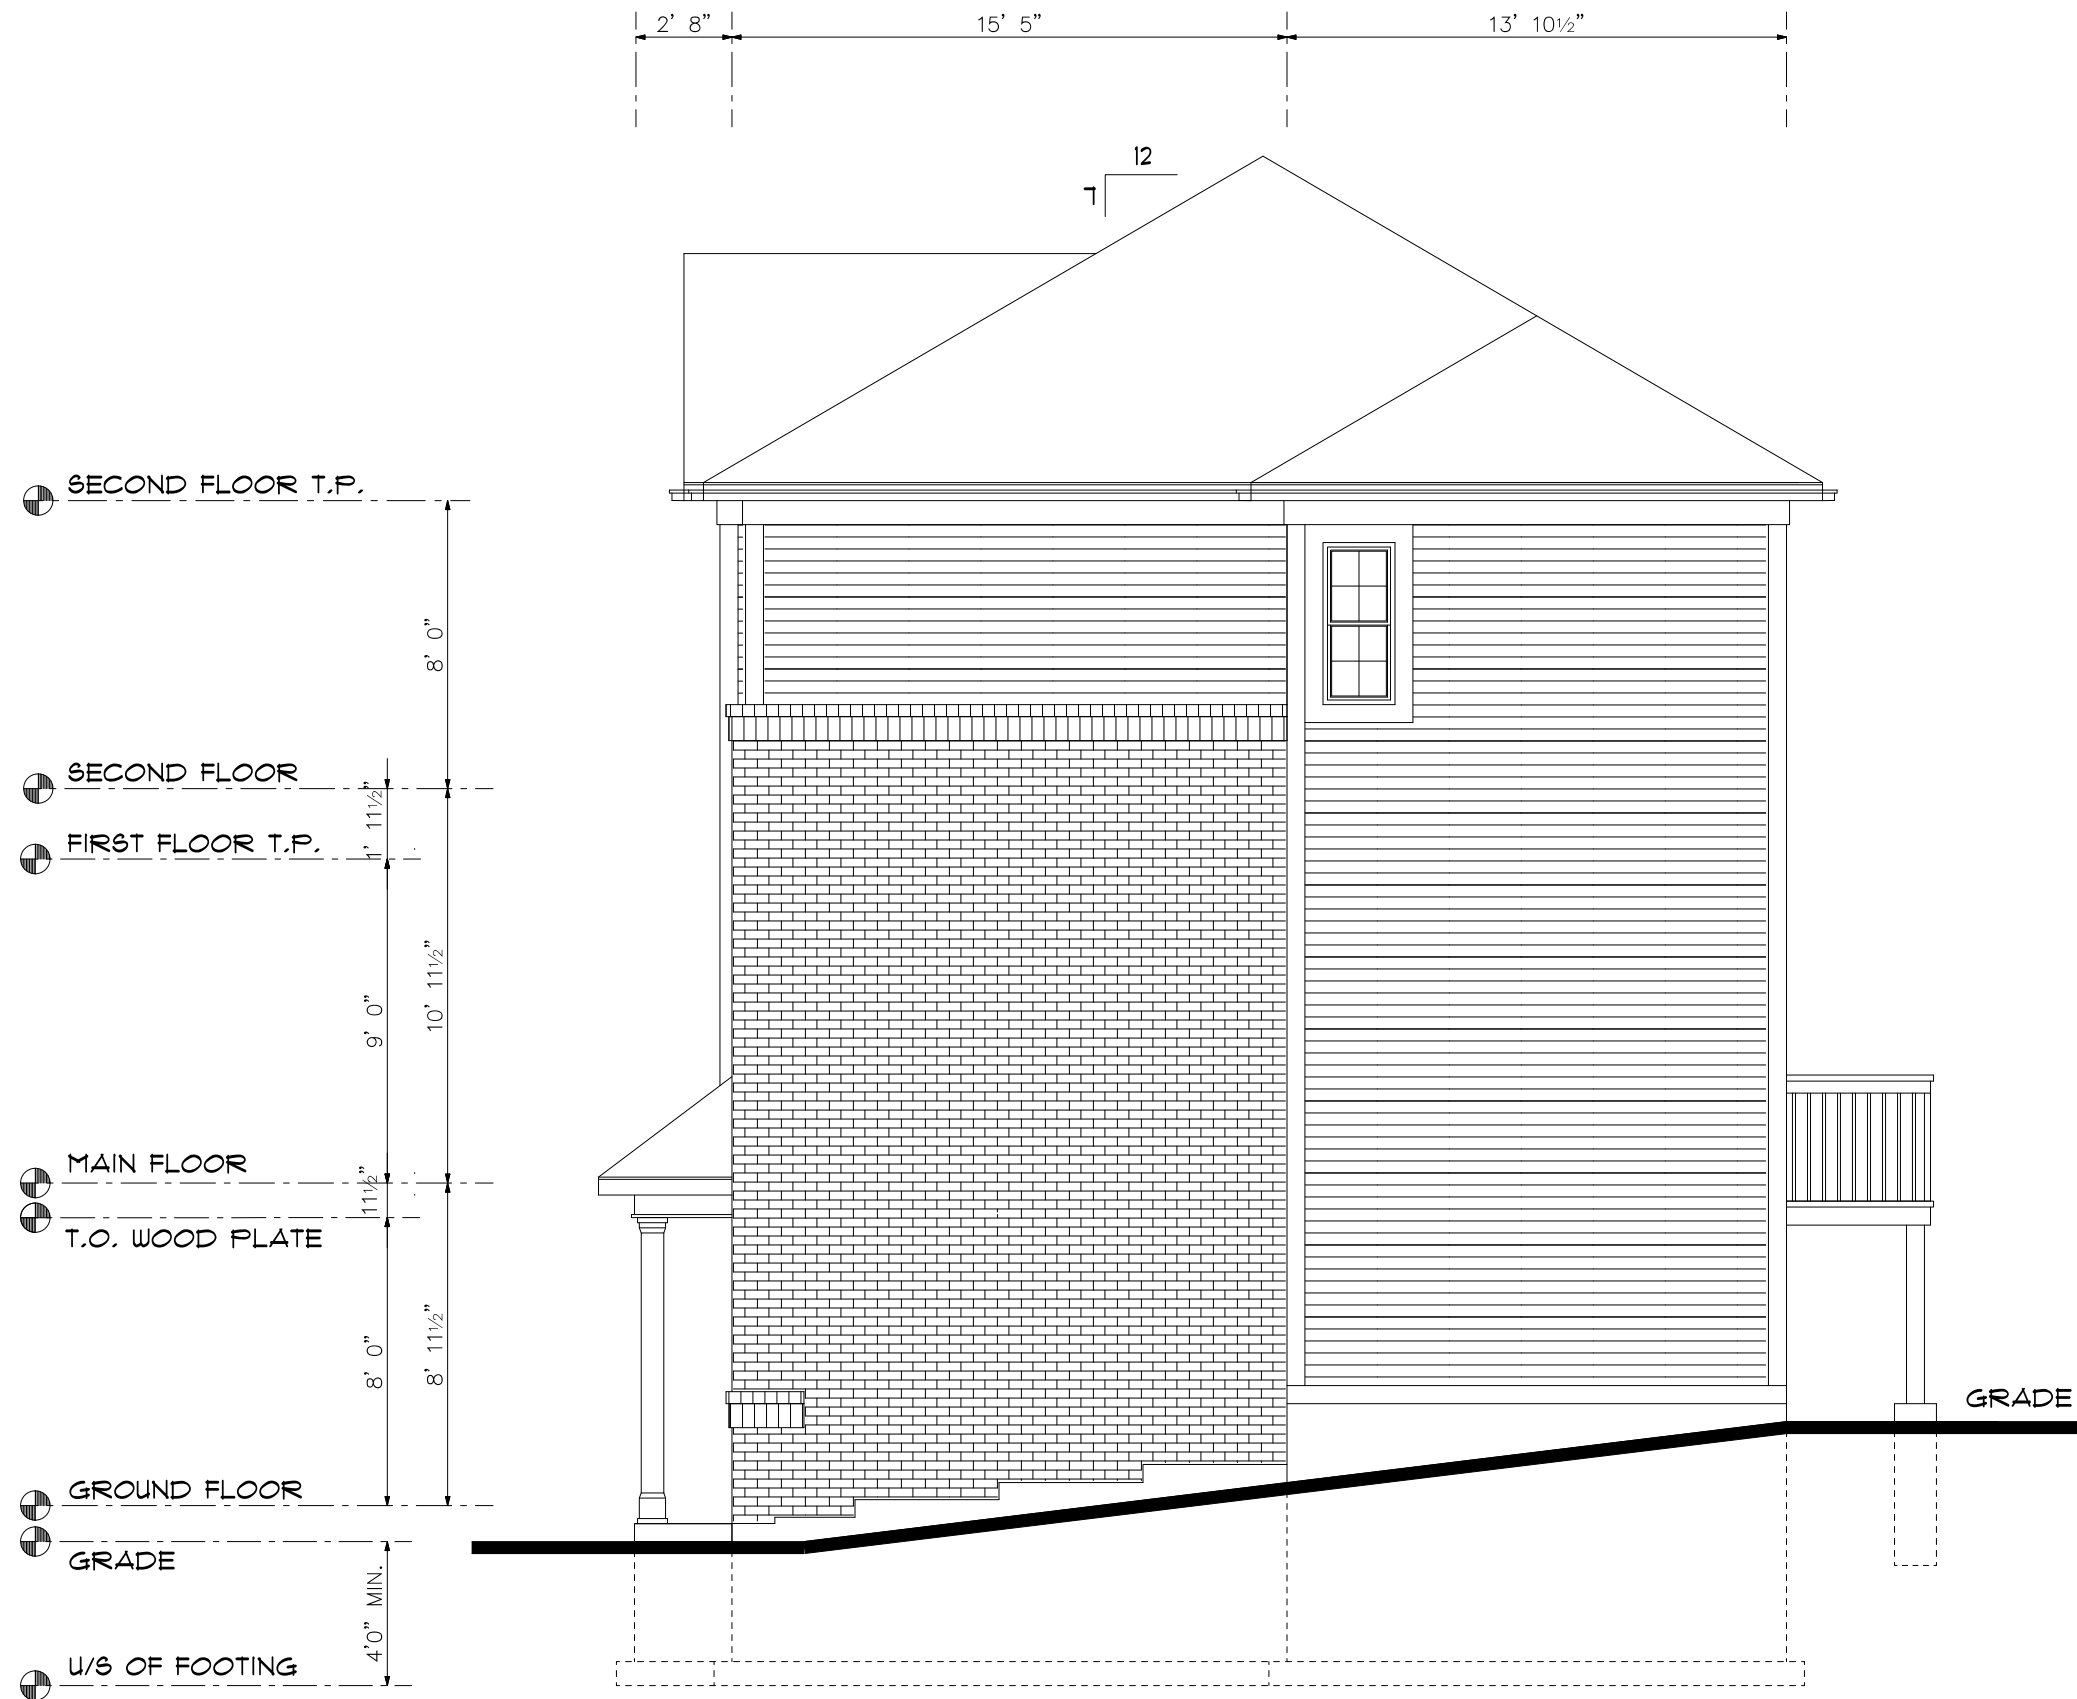 2' 8" 15' 5" 13' 10½"
12
7
SECOND FLOOR T.P.
8' 0"
SECOND FLOOR
1' 11½"
FIRST FLOOR T.P.
9' 0"
10' 11½"
MAIN FLOOR
11½"
T.O. WOOD PLATE
8' 0"
8' 11½"
GRADE
GROUND FLOOR
GRADE
4'0" MIN.
U/S OF FOOTING